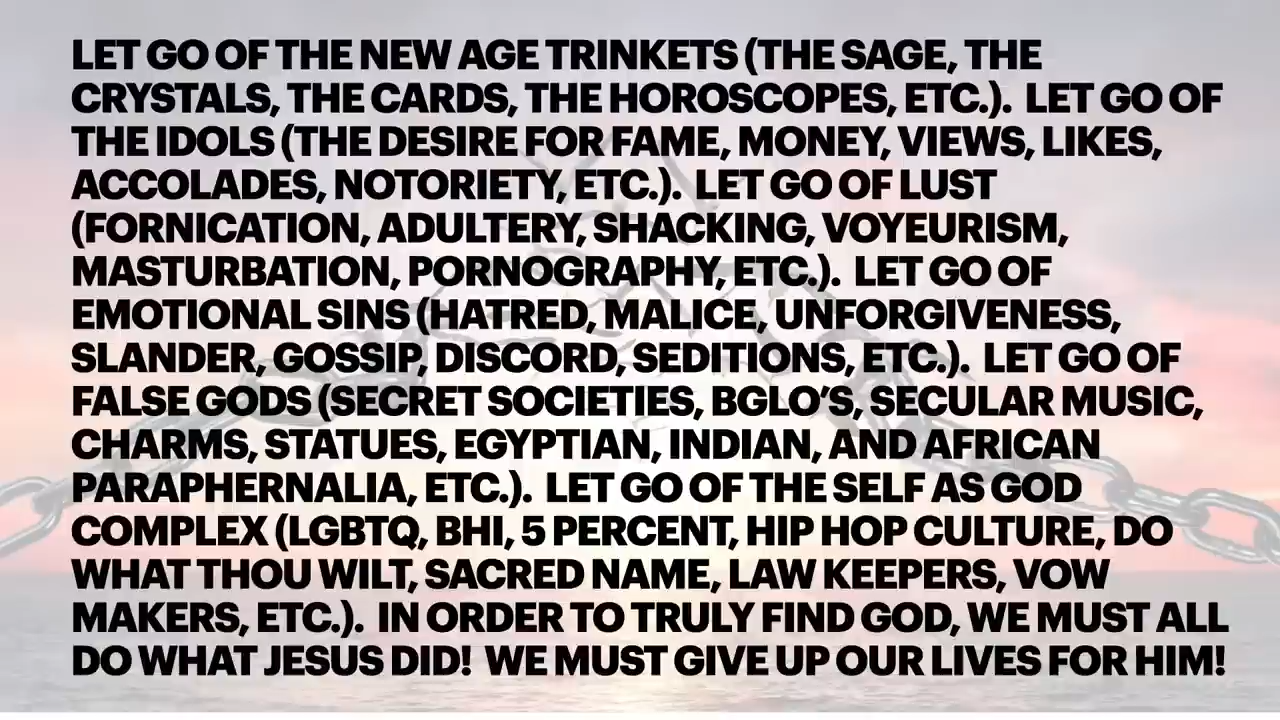 LET GO OF THE NEW AGE TRINKETS (THE SAGE, THE
CRYSTALS, THE CARDS, THE HOROSCOPES, ETC.).  LET GO OF
THE IDOLS (THE DESIRE FOR FAME, MONEY, VIEWS, LIKES,
ACCOLADES, NOTORIETY, ETC.).  LET GO OF LUST
(FORNICATION, ADULTERY, SHACKING, VOYEURISM,
MASTURBATION, PORNOGRAPHY, ETC.).  LET GO OF
EMOTIONAL SINS (HATRED, MALICE, UNFORGIVENESS,
SLANDER, GOSSIP, DISCORD, SEDITIONS, ETC.).  LET GO OF
FALSE GODS (SECRET SOCIETIES, BGLO’S, SECULAR MUSIC,
CHARMS, STATUES, EGYPTIAN, INDIAN, AND AFRICAN
PARAPHERNALIA, ETC.).  LET GO OF THE SELF AS GOD
COMPLEX (LGBTQ, BHI, 5 PERCENT, HIP HOP CULTURE, DO
WHAT THOU WILT, SACRED NAME, LAW KEEPERS, VOW
MAKERS, ETC.).  IN ORDER TO TRULY FIND GOD, WE MUST ALL
DO WHAT JESUS DID!  WE MUST GIVE UP OUR LIVES FOR HIM!